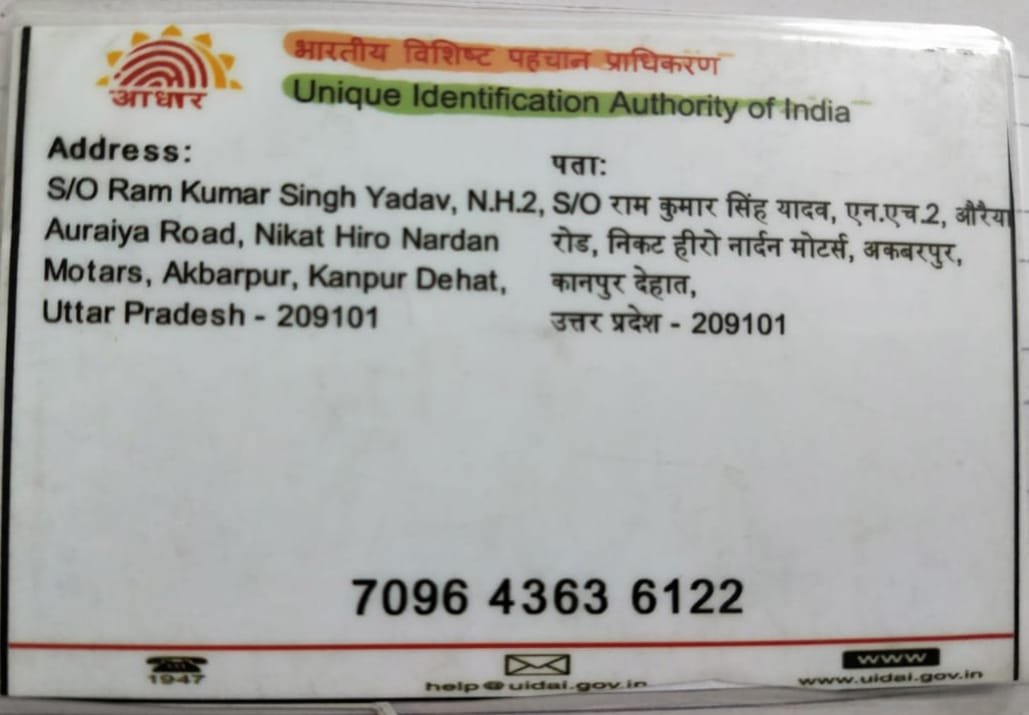 भारतीय विशिष्ट पहचान प्राधिकरण
Unique Identification Authority of India
आधार
Address:
S/O Ram Kumar Singh Yadav, N.H.2,
Auraiya Road, Nikat Hiro Nardan
Motars, Akbarpur, Kanpur Dehat,
Uttar Pradesh - 209101
पता:
S/O राम कुमार सिंह यादव, एन.एच.2, औरैया
रोड, निकट हीरो नार्दन मोटर्स, अकबरपुर,
कानपुर देहात,
उत्तर प्रदेश - 209101
7096 4363 6122
1947
help@uidai.gov.in
www
www.uidai.gov.in